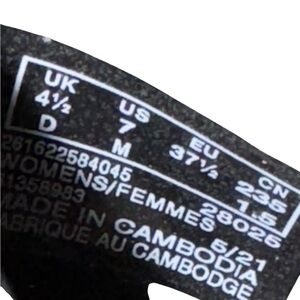 UK US EU CN
4½ 7 37½ 235
D M 1.5
261622584045 28025
WOMENS/FEMMES 5/21
MADE IN CAMBODIA
FABRIQUE AU CAMBODGE